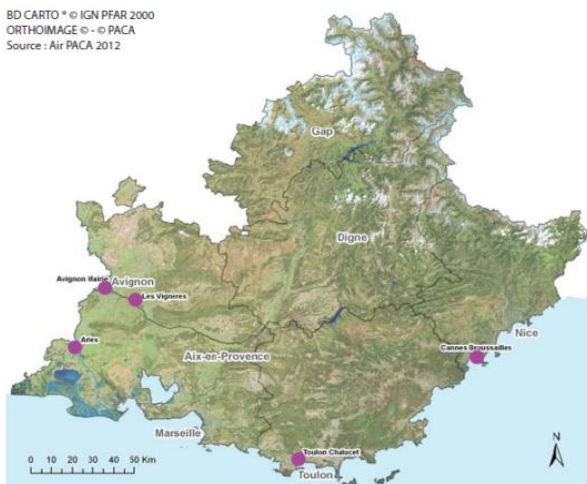 BD CARTO ® © IGN PFAR 2000
ORTHOIMAGE © - © PACA
Source : Air PACA 2012
Gap
Digne
Avignon Mairie
Avignon
Les Vigneres
Nice
Arles
Aix-en-Provence
Cannes Broussailles
Marseille
Toulon Chalucet
Toulon
N
0 10 20 30 40 50 Km